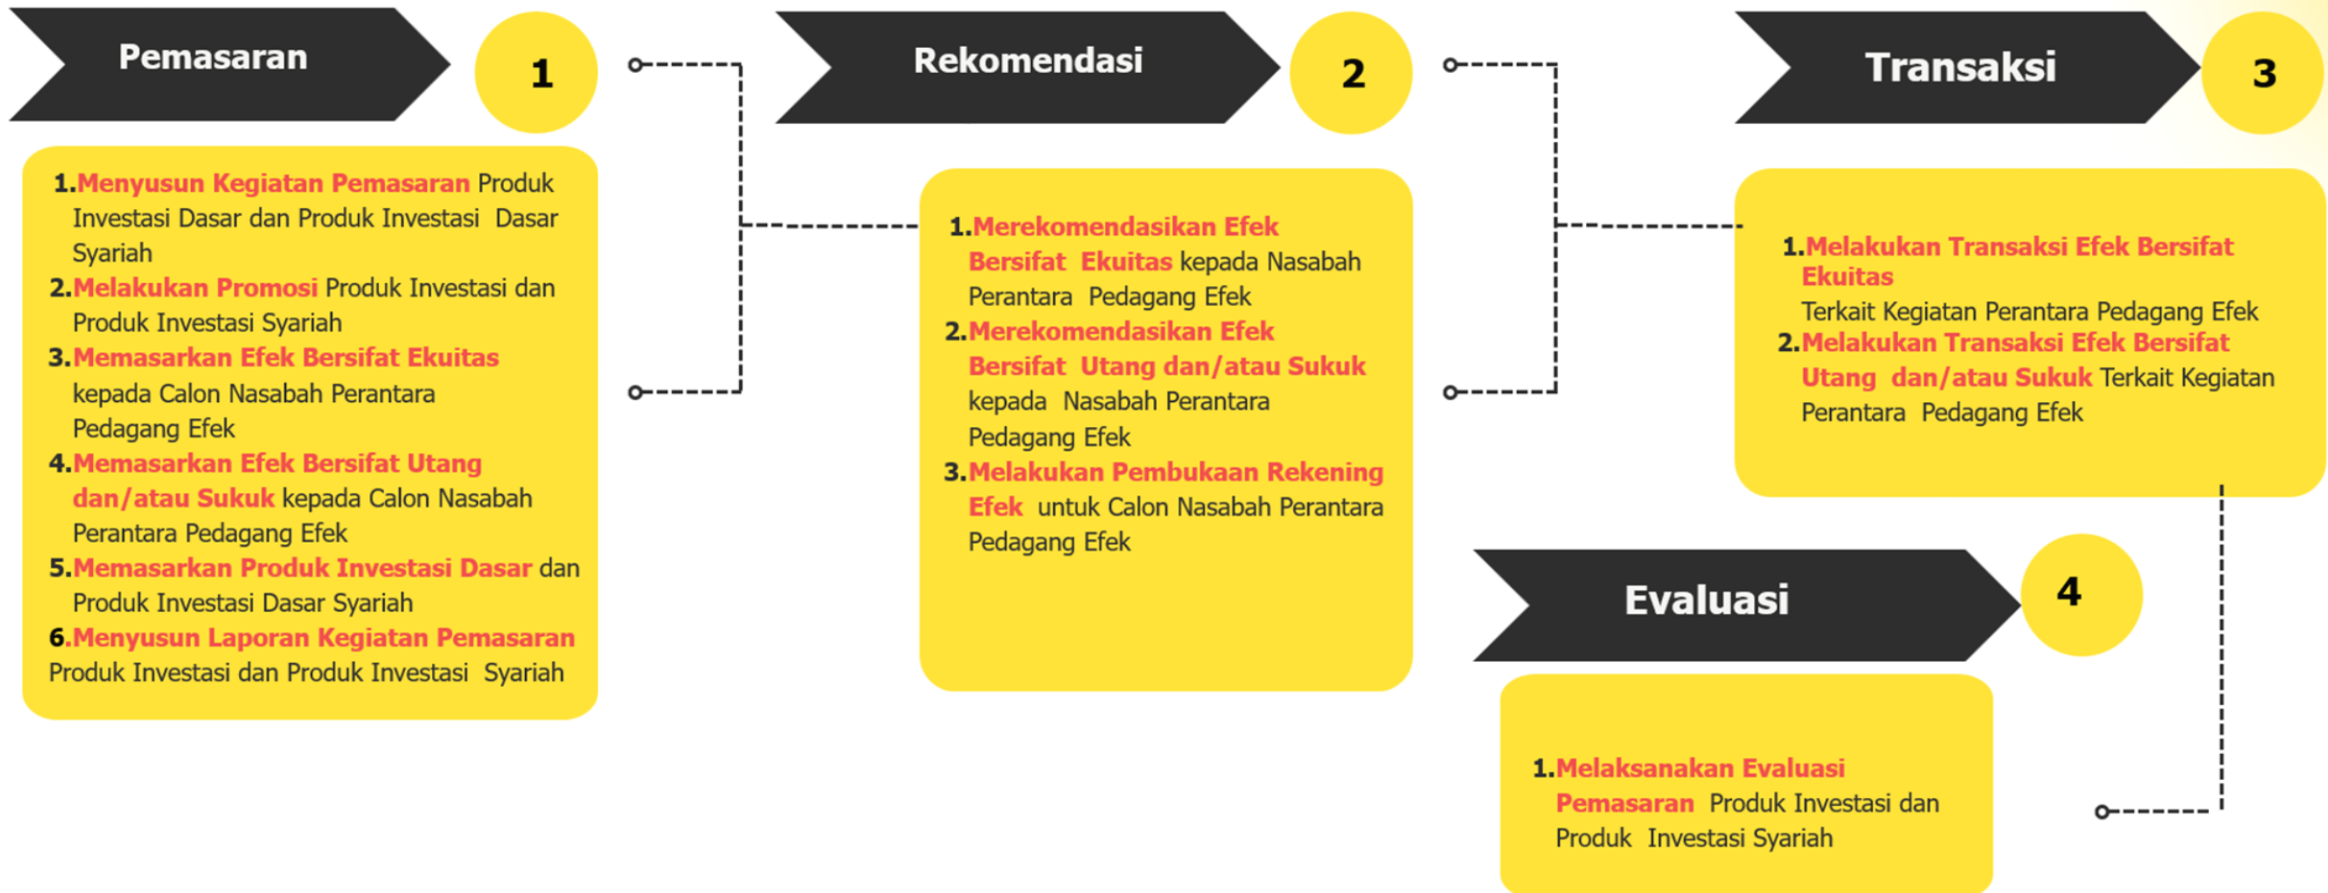 Pemasaran
1
1.Menyusun Kegiatan Pemasaran Produk
Investasi Dasar dan Produk Investasi Dasar
Syariah
2.Melakukan Promosi Produk Investasi dan
Produk Investasi Syariah
3.Memasarkan Efek Bersifat Ekuitas
kepada Calon Nasabah Perantara
Pedagang Efek
4.Memasarkan Efek Bersifat Utang
dan/atau Sukuk kepada Calon Nasabah
Perantara Pedagang Efek
5.Memasarkan Produk Investasi Dasar dan
Produk Investasi Dasar Syariah
6.Menyusun Laporan Kegiatan Pemasaran
Produk Investasi dan Produk Investasi Syariah
Rekomendasi
2
1.Merekomendasikan Efek
Bersifat Ekuitas kepada Nasabah
Perantara Pedagang Efek
2.Merekomendasikan Efek
Bersifat Utang dan/atau Sukuk
kepada Nasabah Perantara
Pedagang Efek
3.Melakukan Pembukaan Rekening
Efek untuk Calon Nasabah Perantara
Pedagang Efek
Transaksi
3
1.Melakukan Transaksi Efek Bersifat
Ekuitas
Terkait Kegiatan Perantara Pedagang Efek
2.Melakukan Transaksi Efek Bersifat
Utang dan/atau Sukuk Terkait Kegiatan
Perantara Pedagang Efek
Evaluasi
4
1.Melaksanakan Evaluasi
Pemasaran Produk Investasi dan
Produk Investasi Syariah